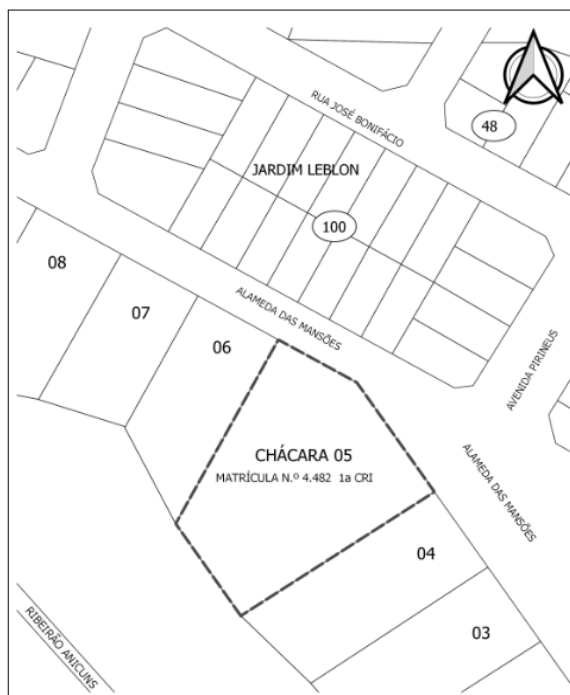 RUA JOSÉ BONIFÁCIO
48
JARDIM LEBLON
100
08
07
ALAMEDA DAS MANSÕES
06
AVENIDA PIRINEUS
CHÁCARA 05
MATRÍCULA N.º 4.482 1a CRI
ALAMEDA DAS MANSÕES
04
03
RIBEIRÃO ANICUNS